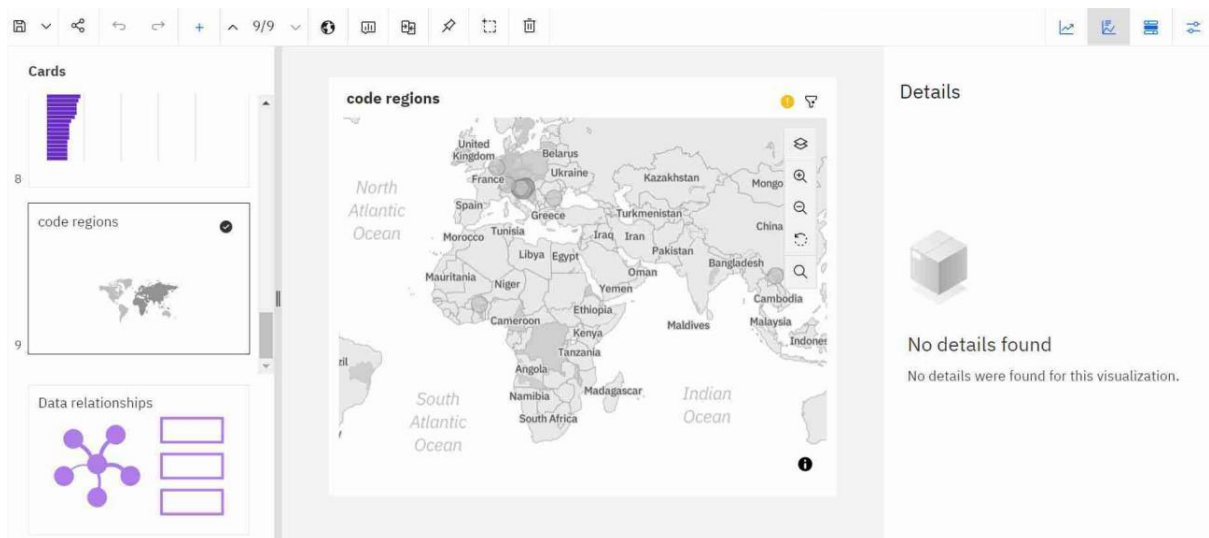 9/9
Cards
8
code regions
9
Data relationships
code regions
United
Kingdom
Belarus
Ukraine
France
Kazakhstan
Mongo
North
Atlantic
Ocean
Spain
Greece
Turkmenistan
China
Morocco
Tunisia
Iraq
Iran
Libya
Egypt
Pakistan
Bangladesh
Mauritania
Niger
Oman
Yemen
Cambodia
Ethiopia
Cameroon
Maldives
Malaysia
Kenya
Indones
Tanzania
zil
Angola
Namibia
Madagascar
Indian
Ocean
South
Atlantic
Ocean
South Africa
Details
No details found
No details were found for this visualization.